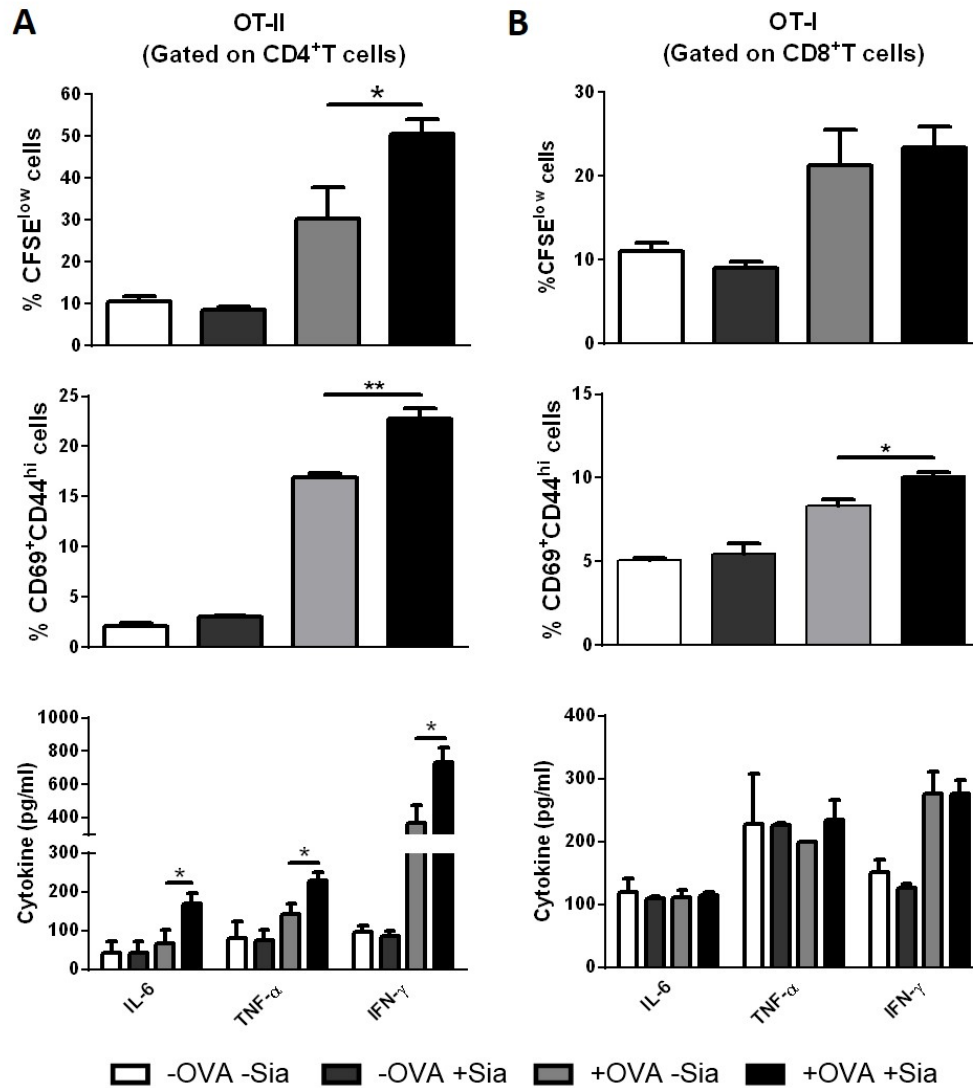 A
OT-II
(Gated on CD4⁺T cells)
% CFSE^low cells
60
50
40
30
20
10
0
*
% CD69⁺CD44^hi cells
25
20
15
10
5
0
**
Cytokine (pg/ml)
1000
800
600
400
300
200
100
0
*
*
*
IL-6
TNF-α
IFN-γ
B
OT-I
(Gated on CD8⁺T cells)
%CFSE^low cells
30
20
10
0
% CD69⁺CD44^hi cells
15
10
5
0
*
Cytokine (pg/ml)
400
300
200
100
0
IL-6
TNF-α
IFN-γ
-OVA -Sia -OVA +Sia +OVA -Sia +OVA +Sia